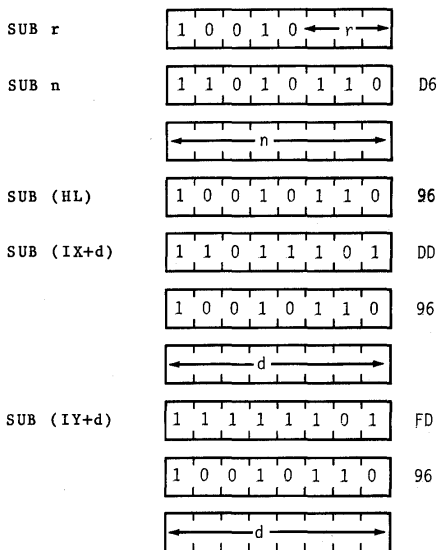 SUB r 1 0 0 1 0 r
SUB n 1 1 0 1 0 1 1 0 D6
n
SUB (HL) 1 0 0 1 0 1 1 0 96
SUB (IX+d) 1 1 0 1 1 1 0 1 DD
1 0 0 1 0 1 1 0 96
d
SUB (IY+d) 1 1 1 1 1 1 0 1 FD
1 0 0 1 0 1 1 0 96
d